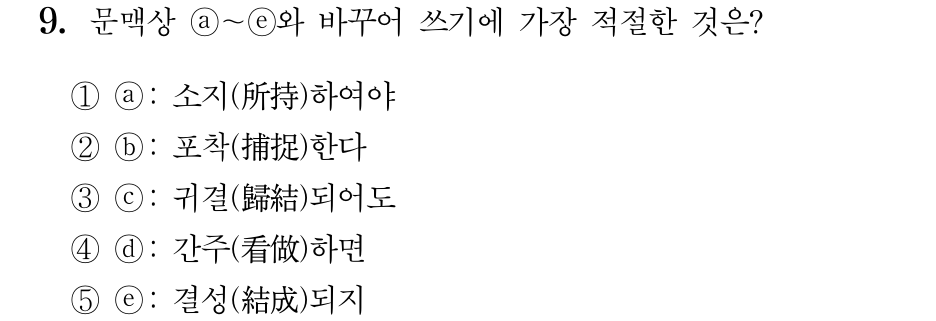 9. 문맥상 ⓐ~ⓔ와 바꾸어 쓰기에 가장 적절한 것은?
① ⓐ: 소지(所持)하여야
② ⓑ: 포착(捕捉)한다
③ ⓒ: 귀결(歸結)되어도
④ ⓓ: 간주(看做)하면
⑤ ⓔ: 결성(結成)되지